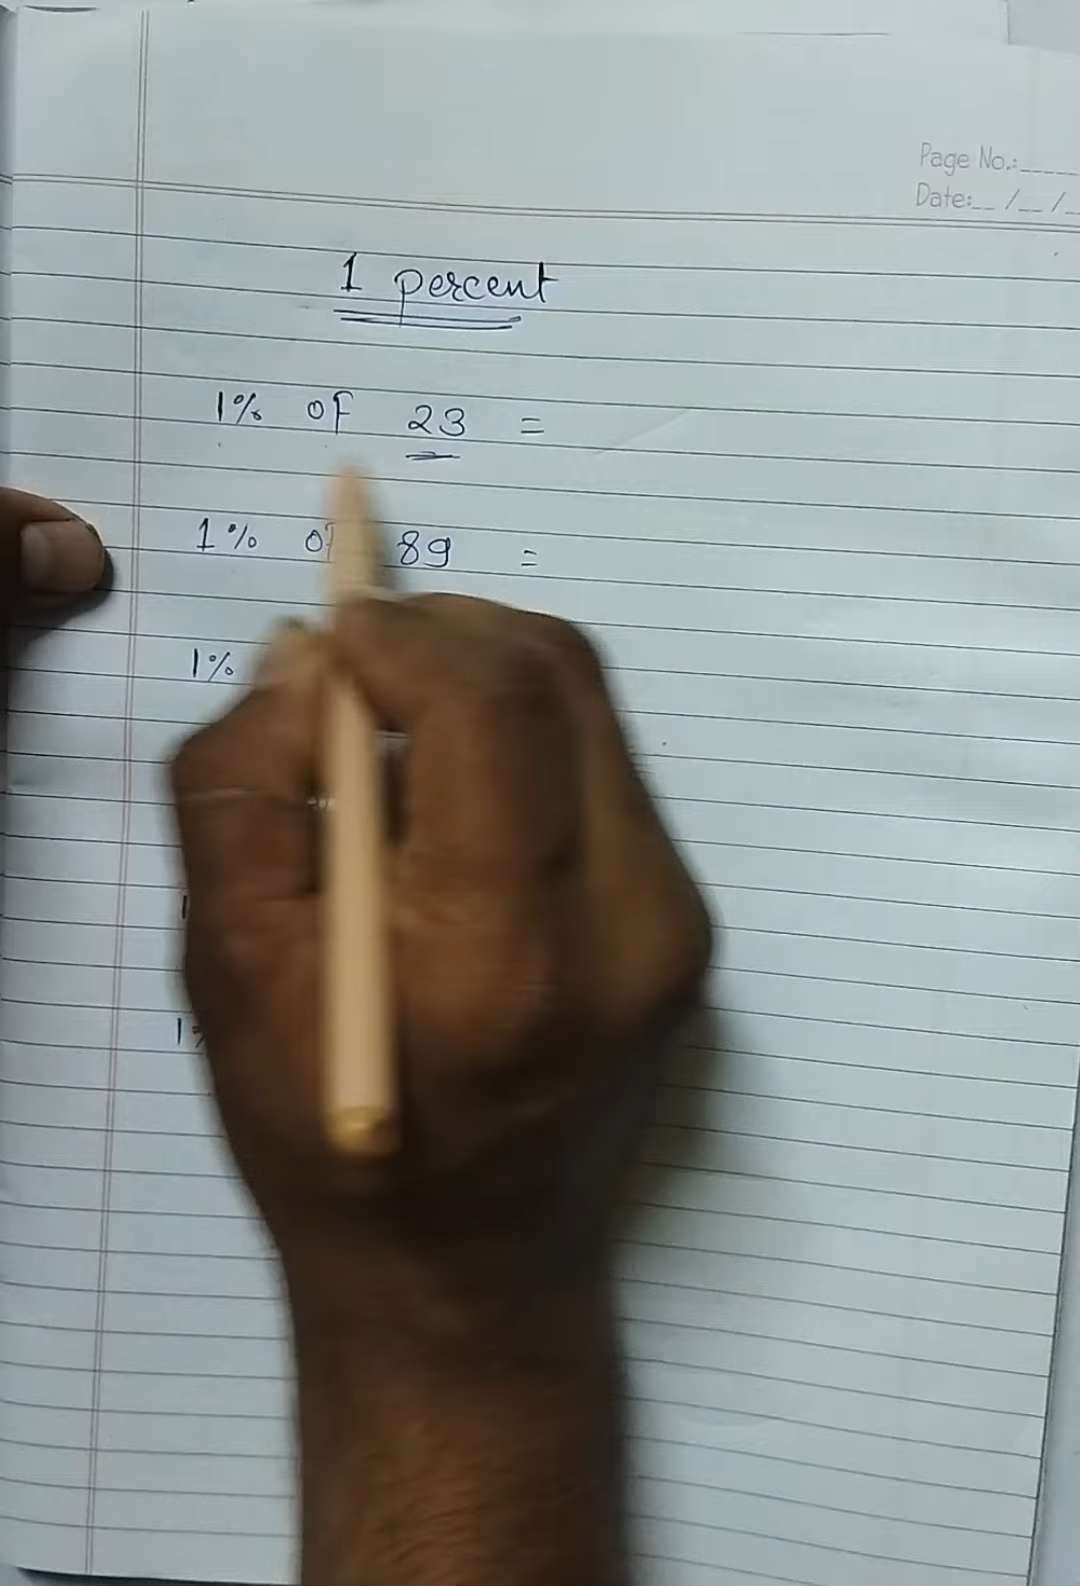 Page No.:
Date: / /
1 percent
1% of 23 =
1% of 89 =
1%